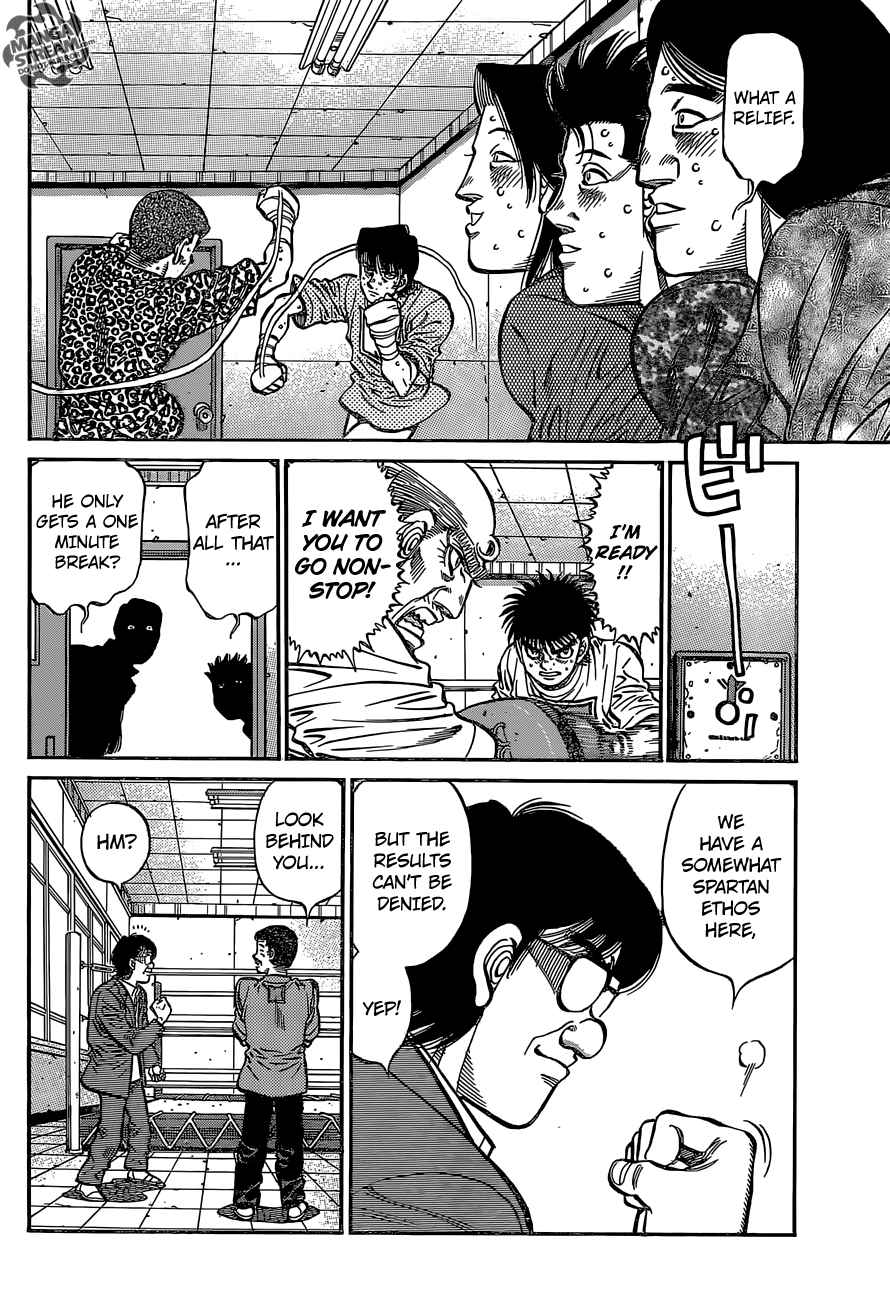 MANGA
STREAM
WHAT A
RELIEF.
ビーッ
I'M
READY
!!
I WANT
YOU TO
GO NON-
STOP!
AFTER
ALL THAT
...
HE ONLY
GETS A ONE
MINUTE
BREAK?
WE
HAVE A
SOMEWHAT
SPARTAN
ETHOS
HERE,
BUT THE
RESULTS
CAN'T BE
DENIED.
YEP!
LOOK
BEHIND
YOU...
HM?